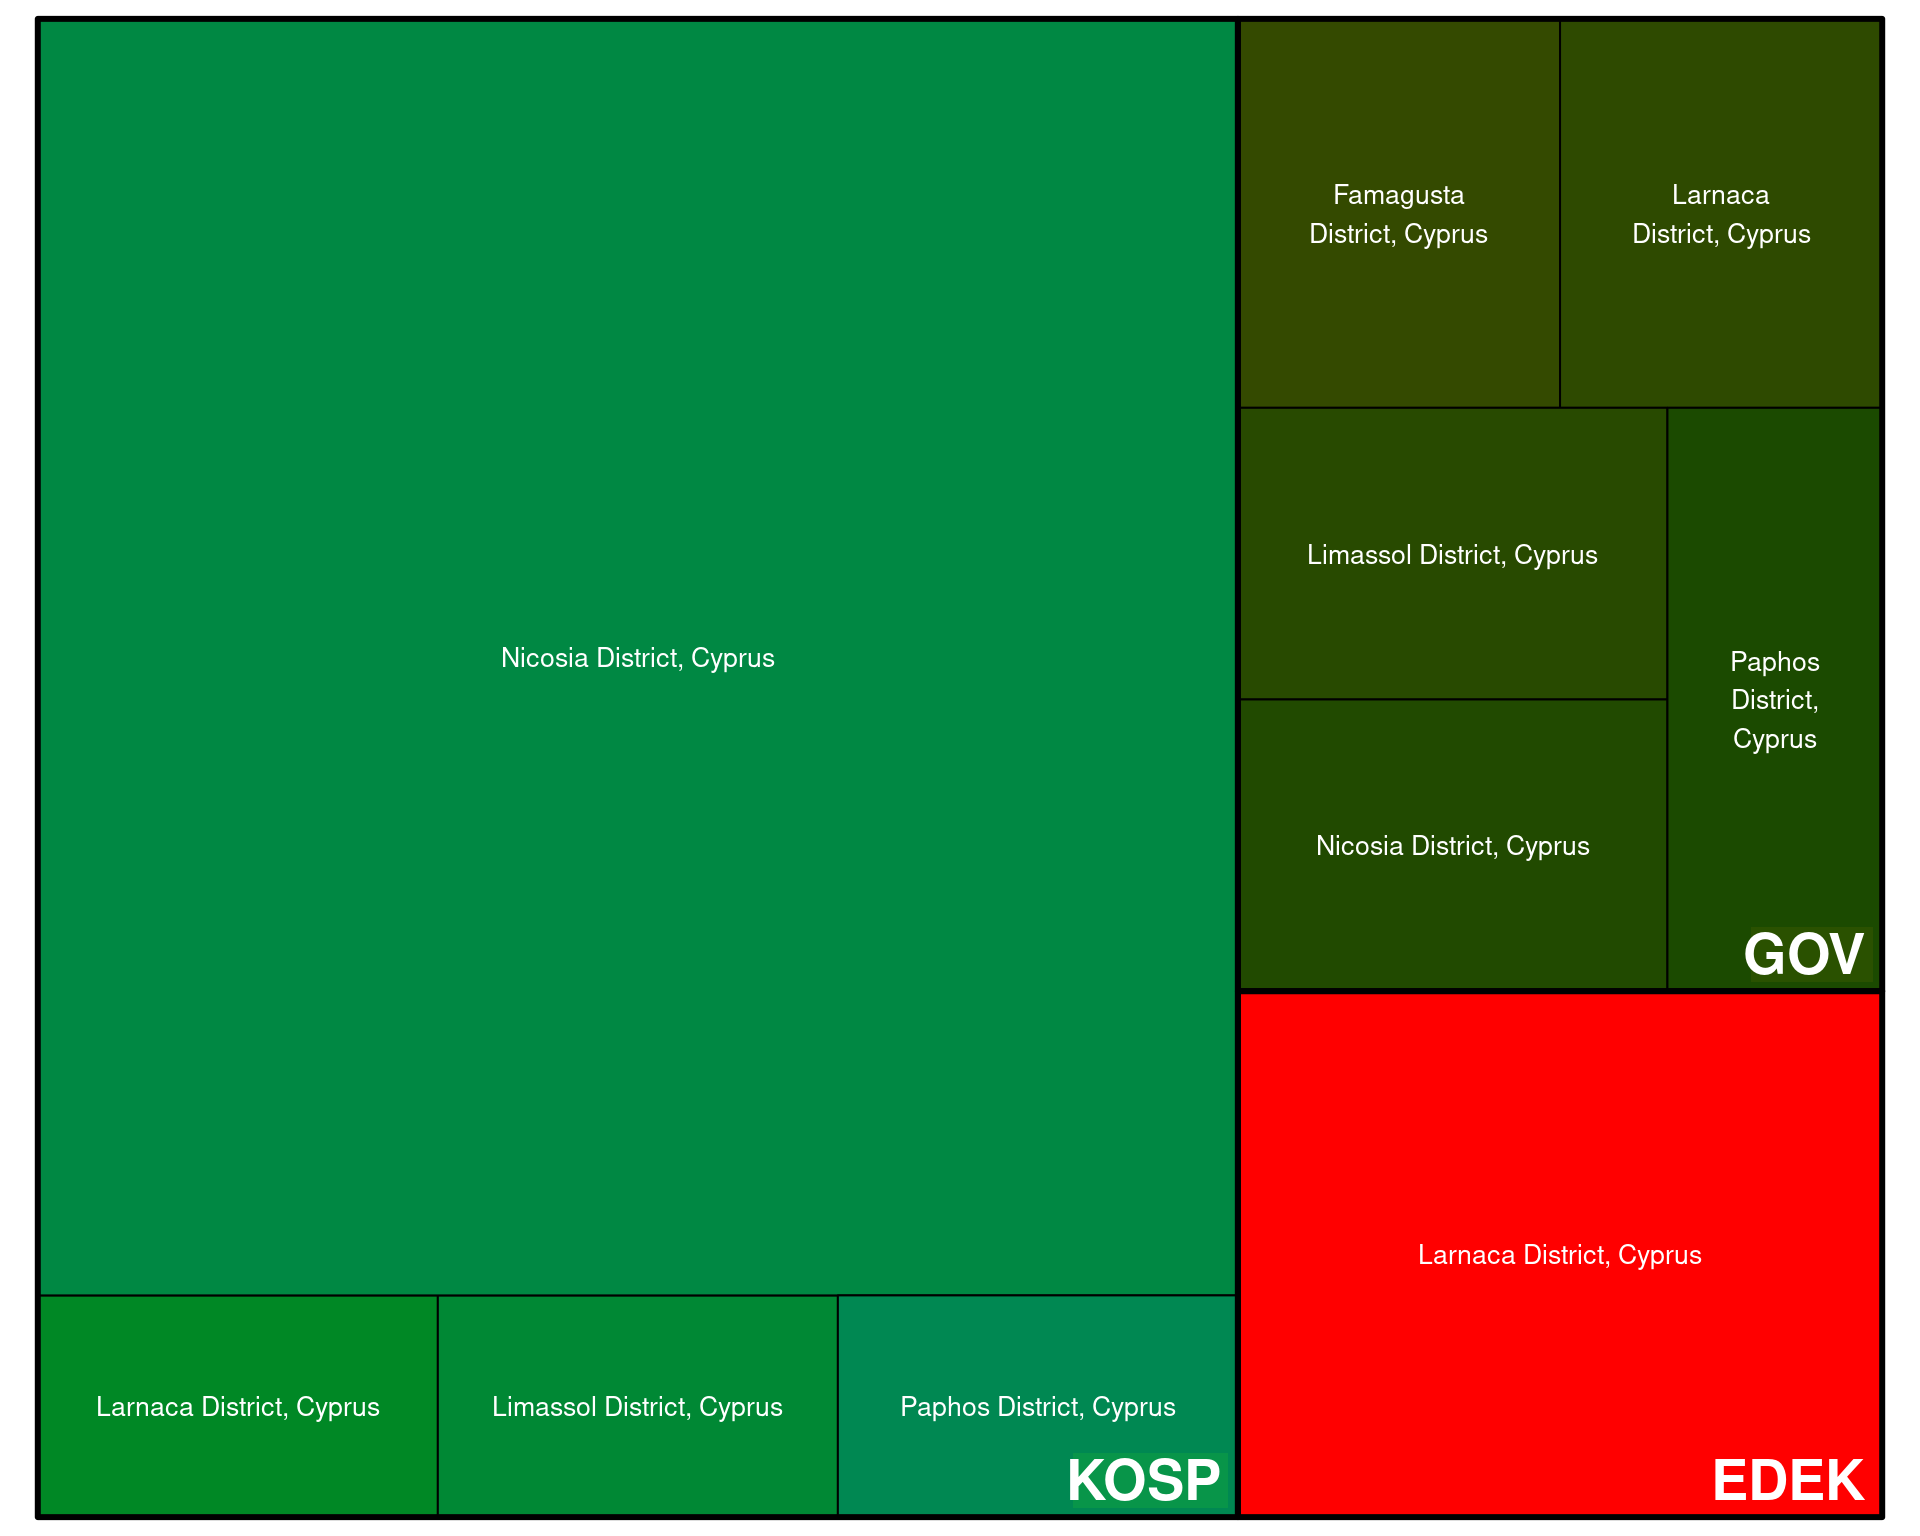 Nicosia District, Cyprus
Larnaca District, Cyprus
Limassol District, Cyprus
Paphos District, Cyprus
KOSP
Famagusta
District, Cyprus
Larnaca
District, Cyprus
Limassol District, Cyprus
Nicosia District, Cyprus
Paphos
District,
Cyprus
GOV
Larnaca District, Cyprus
EDEK